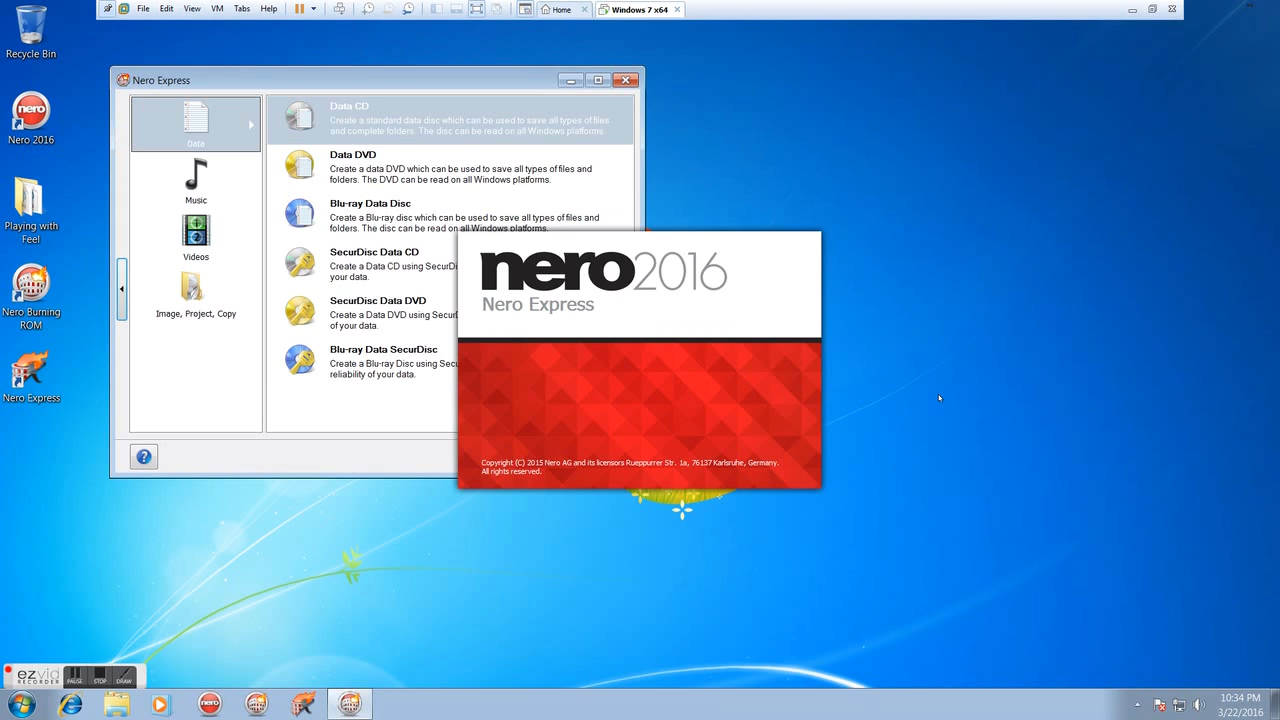 File Edit View VM Tabs Help
Home
Windows 7 x64
Recycle Bin
Nero 2016
Playing with
Feel
Nero Burning
ROM
Nero Express
Nero Express
Data
Music
Videos
Image, Project, Copy
Data CD
Create a standard data disc which can be used to save all types of files
and complete folders. The disc can be read on all Windows platforms.
Data DVD
Create a data DVD which can be used to save all types of files and
folders. The DVD can be read on all Windows platforms.
Blu-ray Data Disc
Create a Blu-ray disc which can be used to save all types of files and
folders. The disc can be read on all Windows platforms.
SecurDisc Data CD
Create a Data CD using SecurDi
your data.
SecurDisc Data DVD
Create a Data DVD using Secur
of your data.
Blu-ray Data SecurDisc
Create a Blu-ray Disc using Secu
reliability of your data.
nero 2016
Nero Express
Copyright (C) 2015 Nero AG and its licensors Rueppurrer Str. 1a, 76137 Karlsruhe, Germany.
All rights reserved.
nero
ezvid
RECORDER
PAUSE STOP DRAW
nero
10:34 PM
3/22/2016